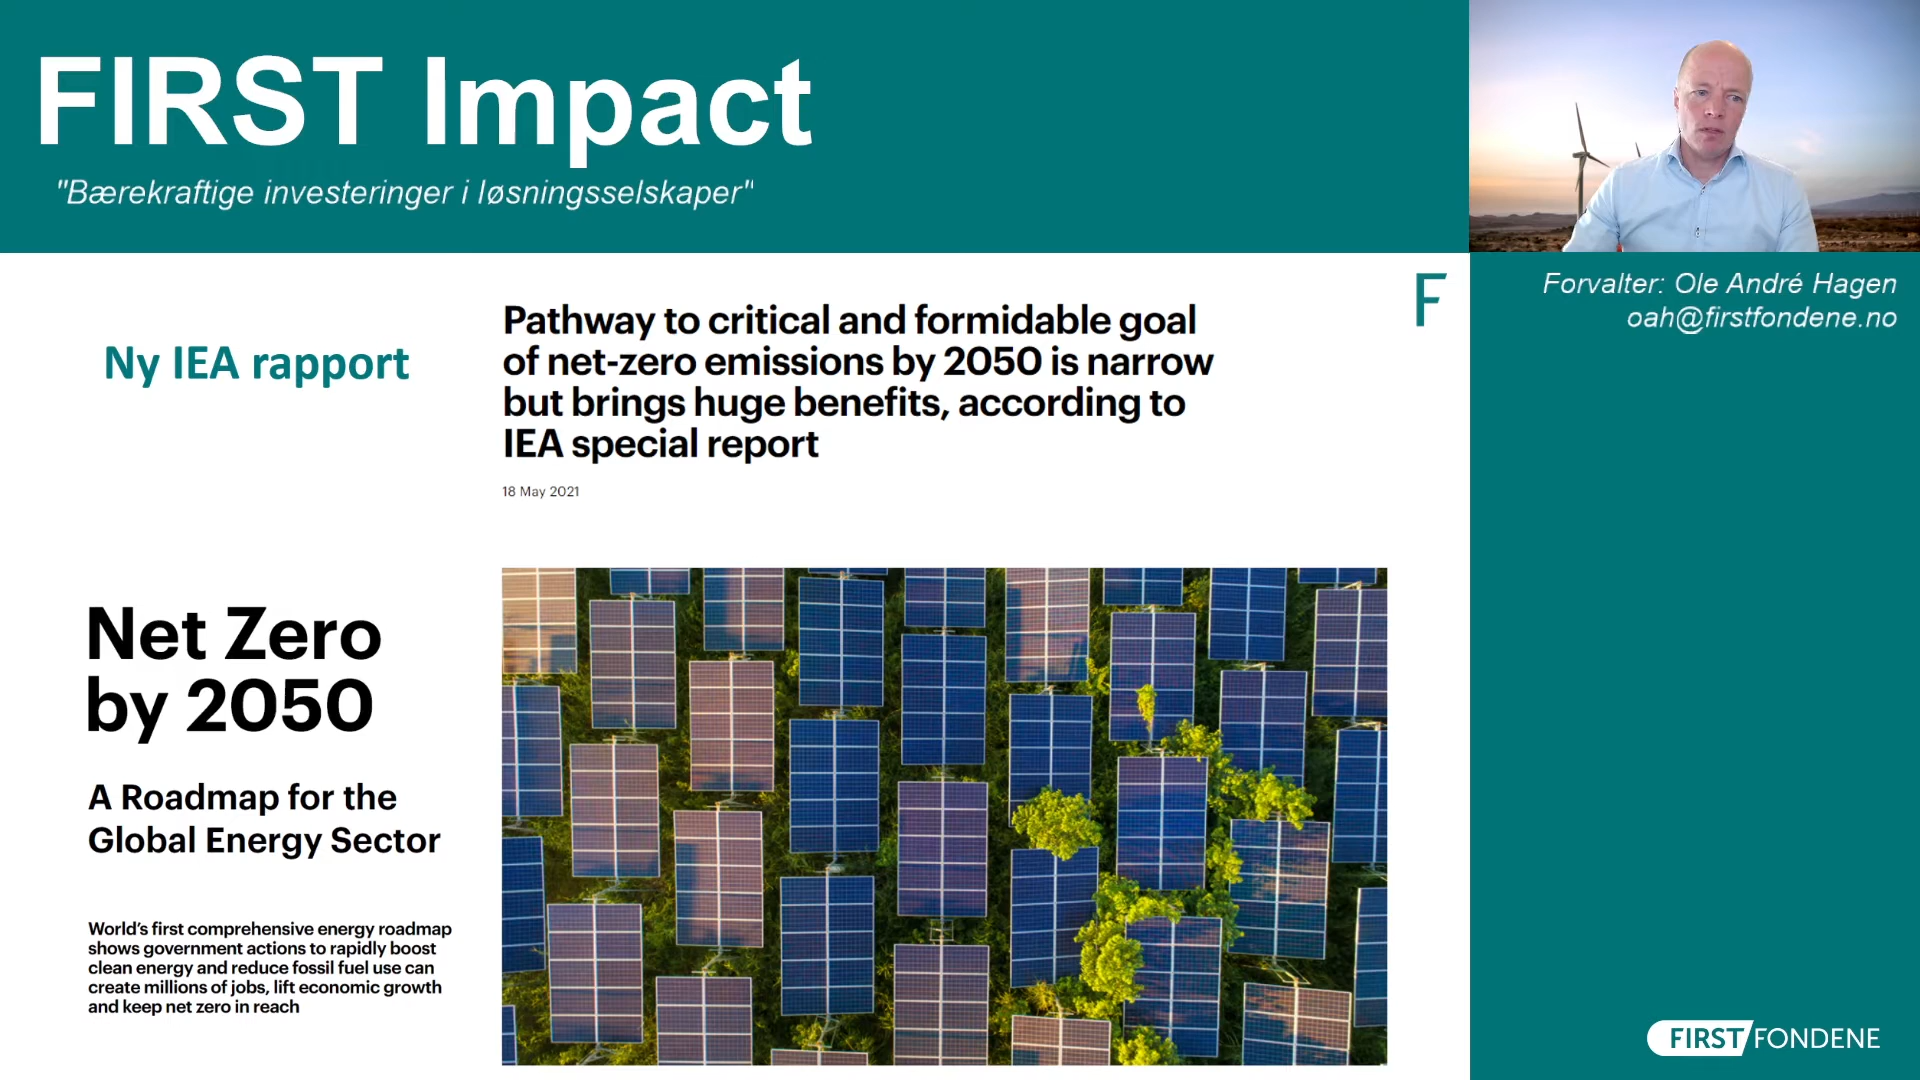 FIRST Impact
"Bærekraftige investeringer i løsningsselskaper"
Forvalter: Ole André Hagen
oah@firstfondene.no
F
Ny IEA rapport
Pathway to critical and formidable goal
of net-zero emissions by 2050 is narrow
but brings huge benefits, according to
IEA special report
18 May 2021
Net Zero
by 2050
A Roadmap for the
Global Energy Sector
World's first comprehensive energy roadmap
shows government actions to rapidly boost
clean energy and reduce fossil fuel use can
create millions of jobs, lift economic growth
and keep net zero in reach
FIRST FONDENE